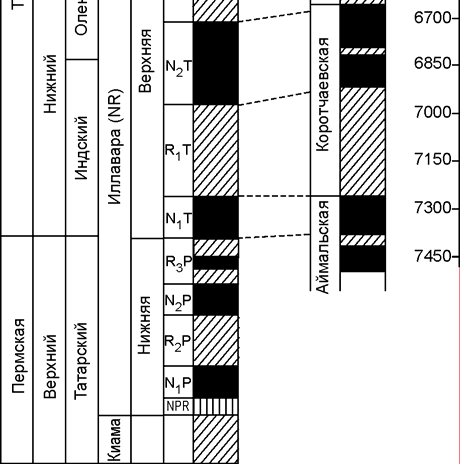 Т
Нижний
Олен
Индский
Иллавара (NR)
Верхняя
N2T
R1T
N1T
Пермская
Верхний
Татарский
Нижняя
R3P
N2P
R2P
N1P
NPR
Киама
Коротчаевская
Аймальская
6700
6850
7000
7150
7300
7450